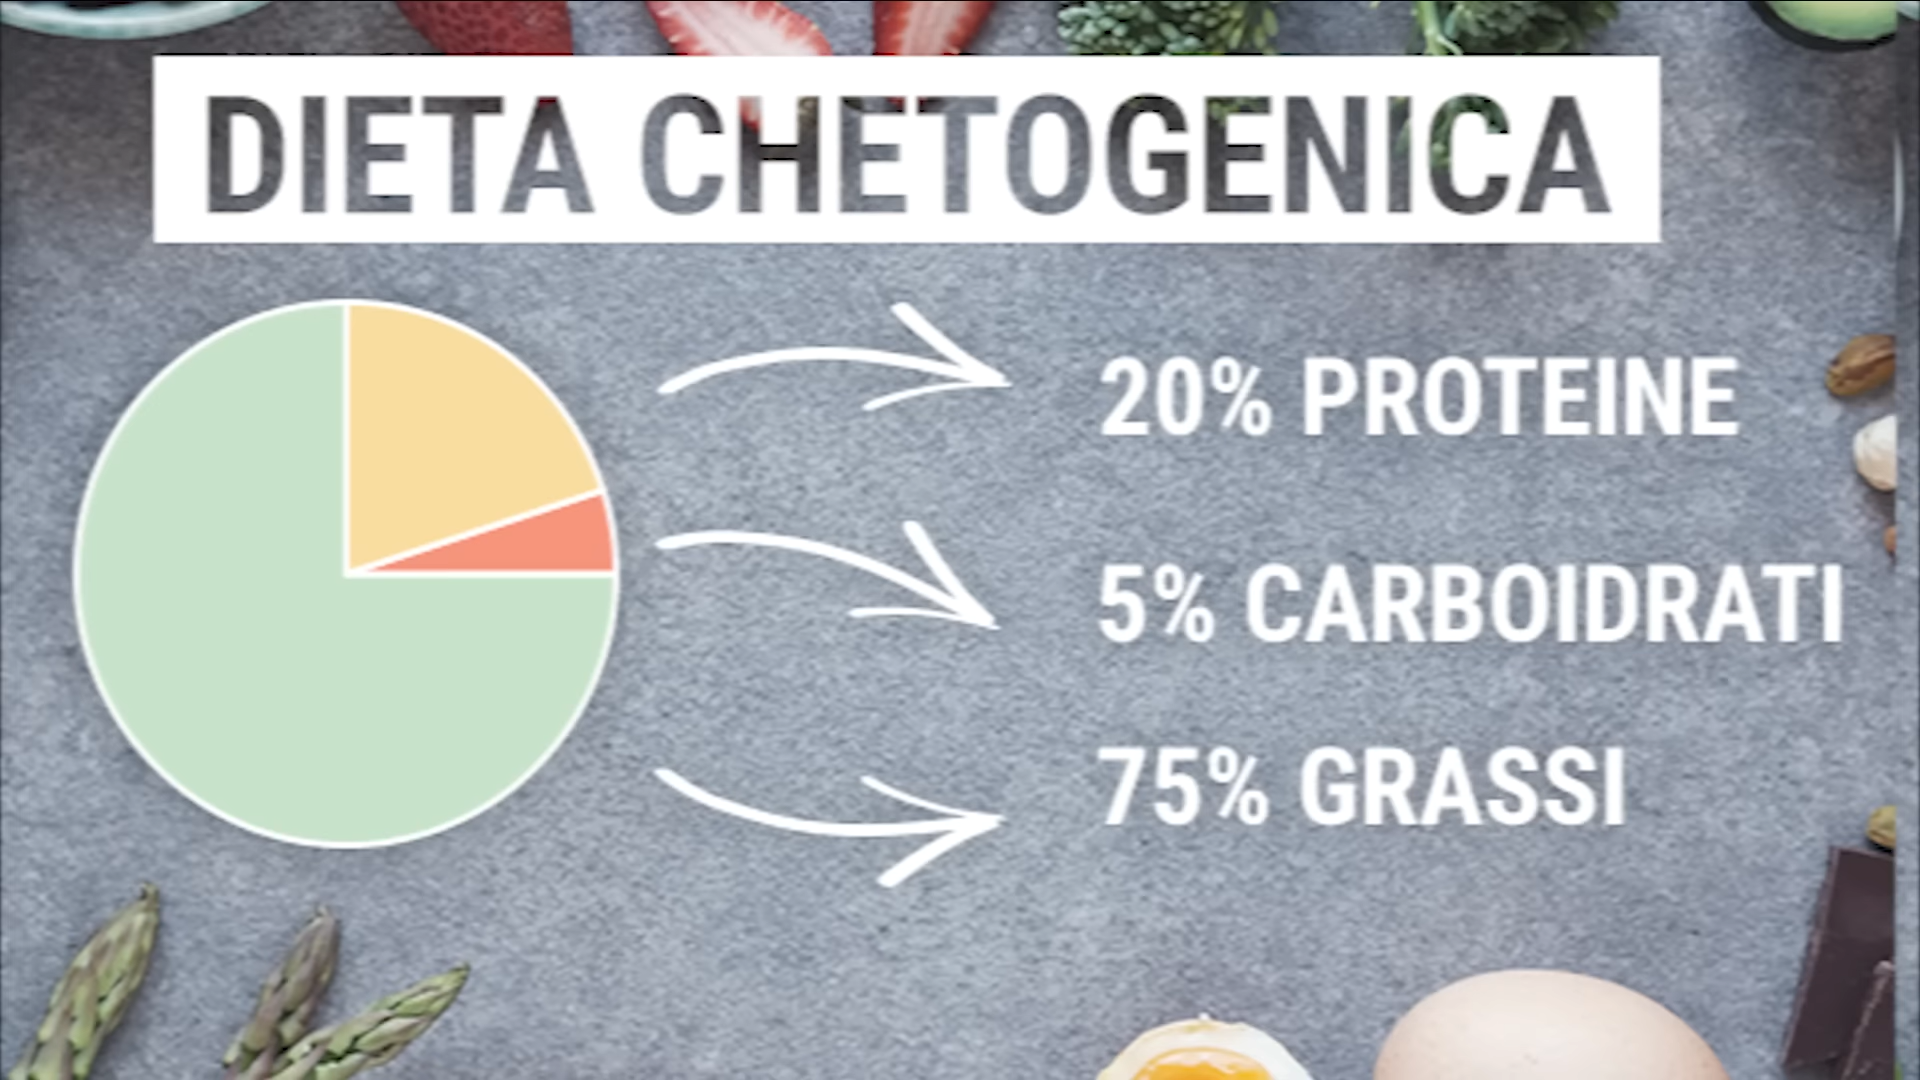 DIETA CHETOGENICA
20% PROTEINE
5% CARBOIDRATI
75% GRASSI